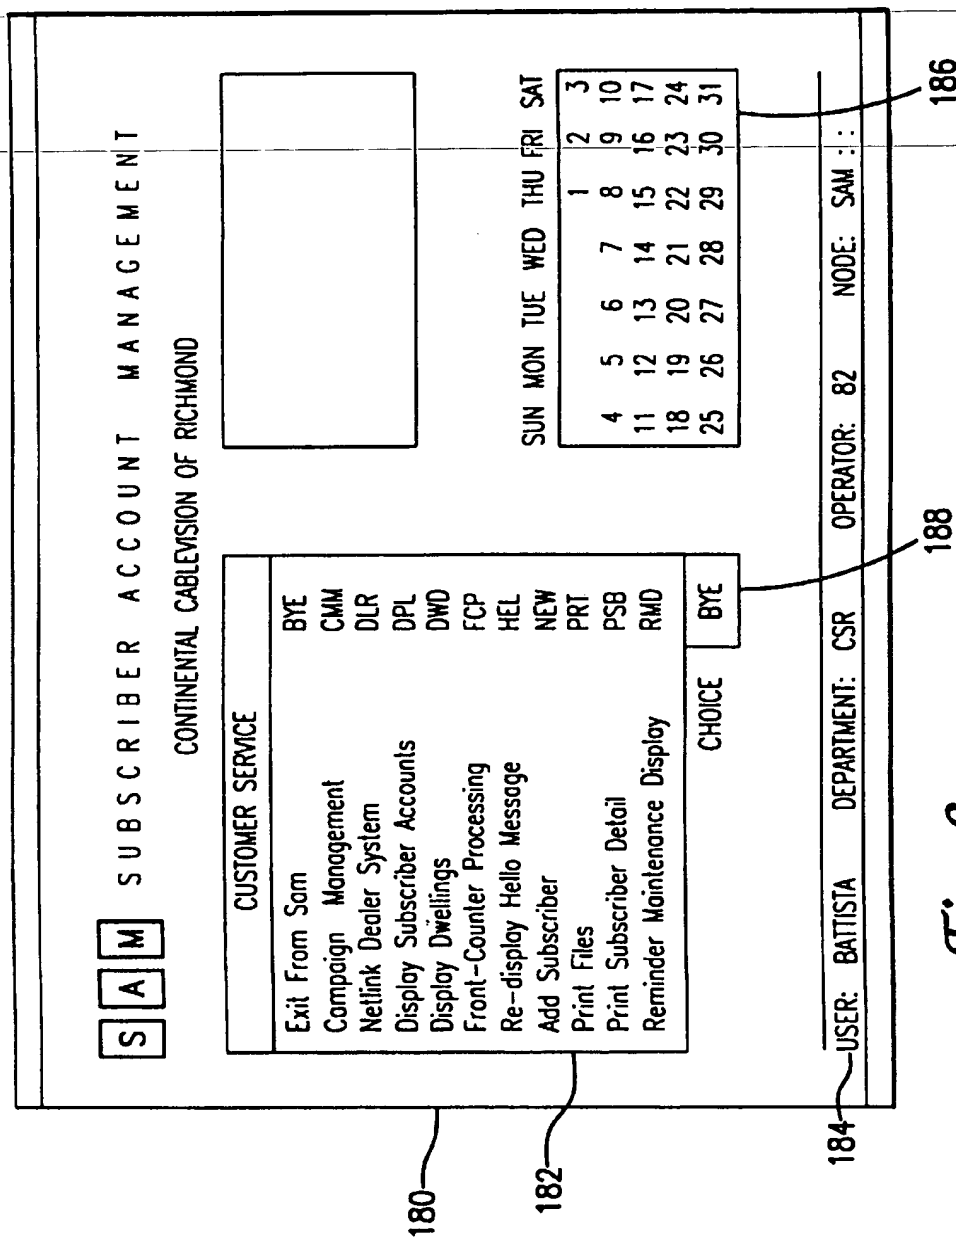 S A M SUBSCRIBER ACCOUNT MANAGEMENT
CONTINENTAL CABLEVISION OF RICHMOND
CUSTOMER SERVICE
Exit From Sam BYE
Campaign Management CMM
Netlink Dealer System DLR
Display Subscriber Accounts DPL
Display Dwellings DWD
Front-Counter Processing FCP
Re-display Hello Message HEL
Add Subscriber NEW
Print Files PRT
Print Subscriber Detail PSB
Reminder Maintenance Display RMD
CHOICE BYE
SUN MON TUE WED THU FRI SAT
1 2 3
4 5 6 7 8 9 10
11 12 13 14 15 16 17
18 19 20 21 22 23 24
25 26 27 28 29 30 31
USER: BATTISTA DEPARTMENT: CSR OPERATOR: 82 NODE: SAM :::
180
182
184
186
188